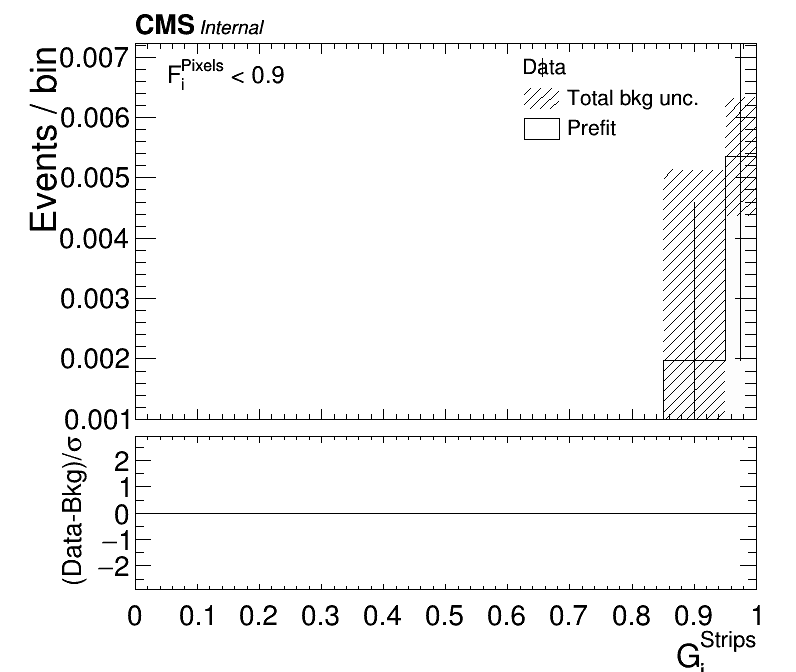 CMS Internal
F_i^Pixels < 0.9
Data
Total bkg unc.
Prefit
Events / bin
0.007
0.006
0.005
0.004
0.003
0.002
0.001
(Data-Bkg)/σ
2
1
0
−1
−2
0 0.1 0.2 0.3 0.4 0.5 0.6 0.7 0.8 0.9 1
G_i^Strips